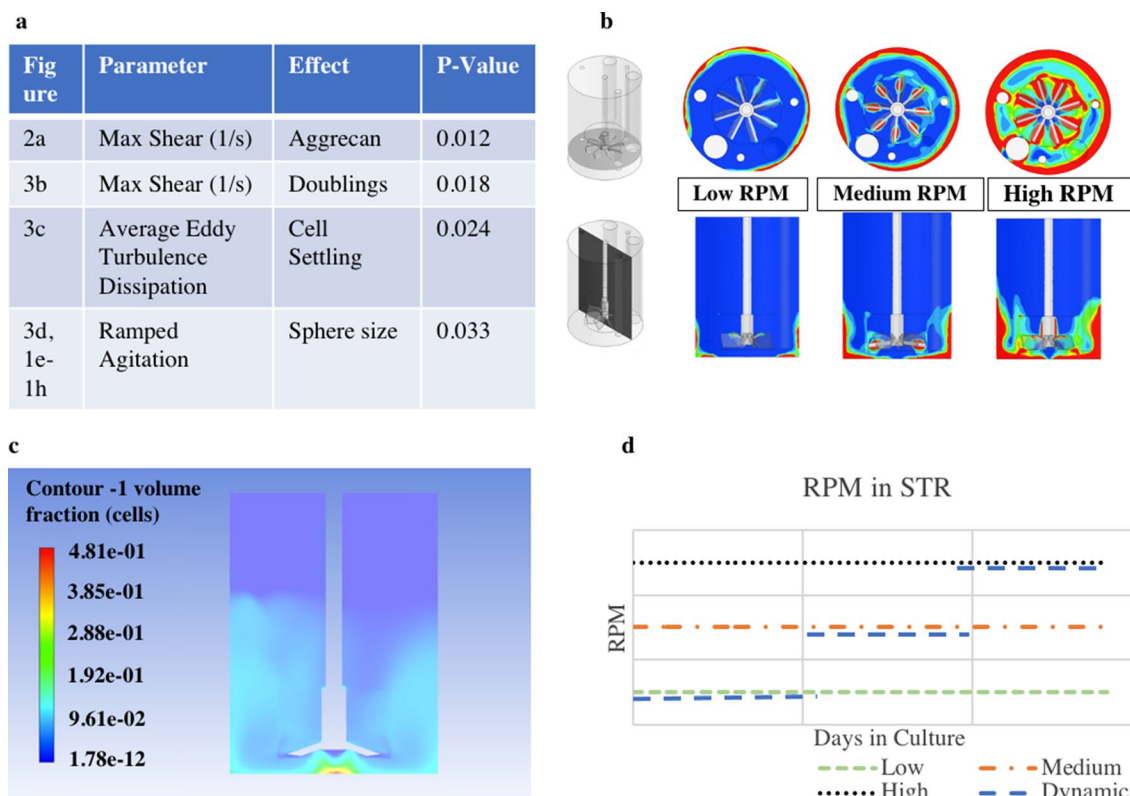 a
Fig
ure
Parameter
Effect
P-Value
2a
Max Shear (1/s)
Aggrecan
0.012
3b
Max Shear (1/s)
Doublings
0.018
3c
Average Eddy
Turbulence
Dissipation
Cell
Settling
0.024
3d,
1e-
1h
Ramped
Agitation
Sphere size
0.033
b
Low RPM
Medium RPM
High RPM
c
Contour -1 volume
fraction (cells)
4.81e-01
3.85e-01
2.88e-01
1.92e-01
9.61e-02
1.78e-12
d
RPM in STR
RPM
Days in Culture
Low
Medium
High
Dynamic